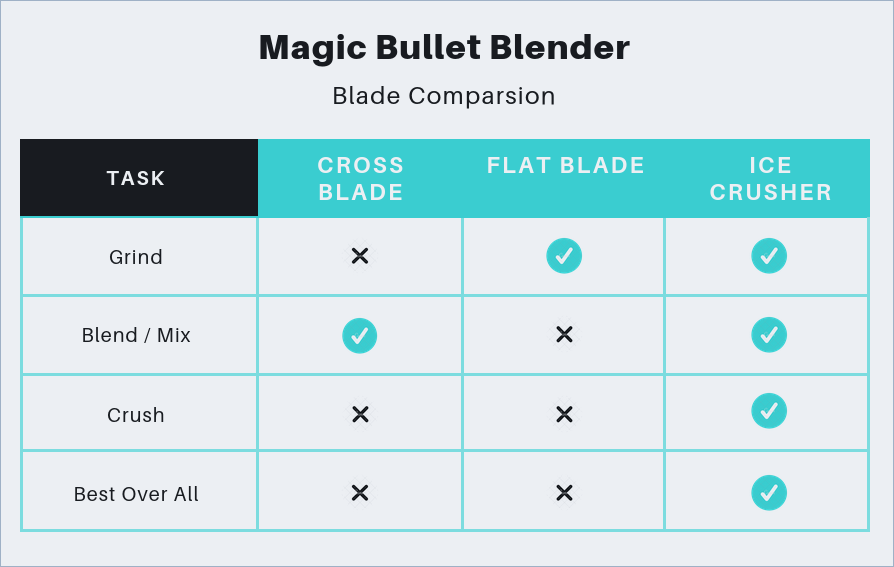 Magic Bullet Blender
Blade Comparsion
TASK
CROSS
BLADE
FLAT BLADE
ICE
CRUSHER
Grind
Blend / Mix
Crush
Best Over All